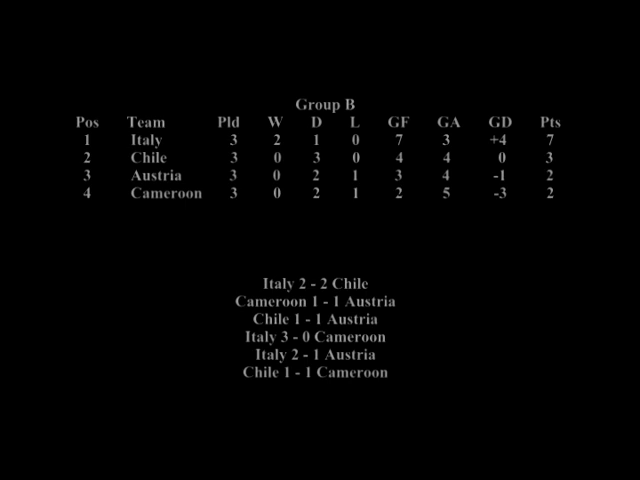 Group B
Pos Team Pld W D L GF GA GD Pts
1 Italy 3 2 1 0 7 3 +4 7
2 Chile 3 0 3 0 4 4 0 3
3 Austria 3 0 2 1 3 4 -1 2
4 Cameroon 3 0 2 1 2 5 -3 2
Italy 2 - 2 Chile
Cameroon 1 - 1 Austria
Chile 1 - 1 Austria
Italy 3 - 0 Cameroon
Italy 2 - 1 Austria
Chile 1 - 1 Cameroon